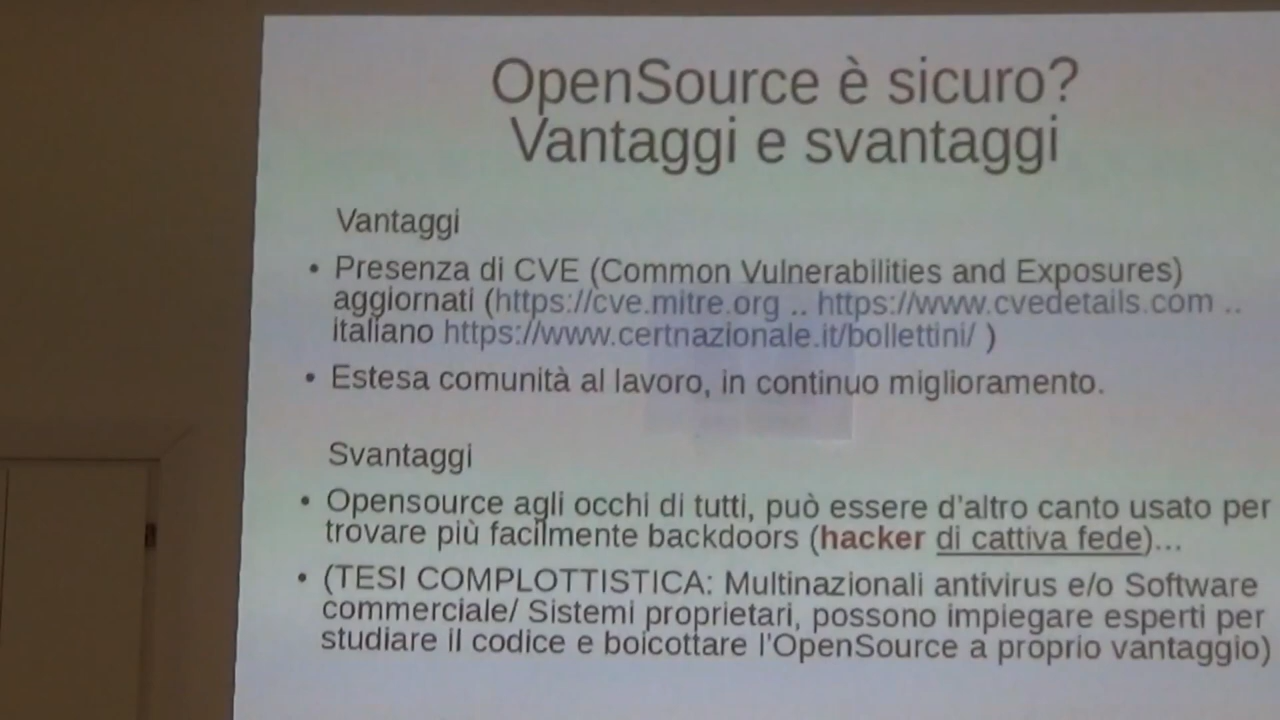 OpenSource è sicuro?
Vantaggi e svantaggi
Vantaggi
• Presenza di CVE (Common Vulnerabilities and Exposures)
aggiornati (https://cve.mitre.org .. https://www.cvedetails.com ..
italiano https://www.certnazionale.it/bollettini/ )
• Estesa comunità al lavoro, in continuo miglioramento.
Svantaggi
• Opensource agli occhi di tutti, può essere d'altro canto usato per
trovare più facilmente backdoors (hacker di cattiva fede)...
• (TESI COMPLOTTISTICA: Multinazionali antivirus e/o Software
commerciale/ Sistemi proprietari, possono impiegare esperti per
studiare il codice e boicottare l'OpenSource a proprio vantaggio)